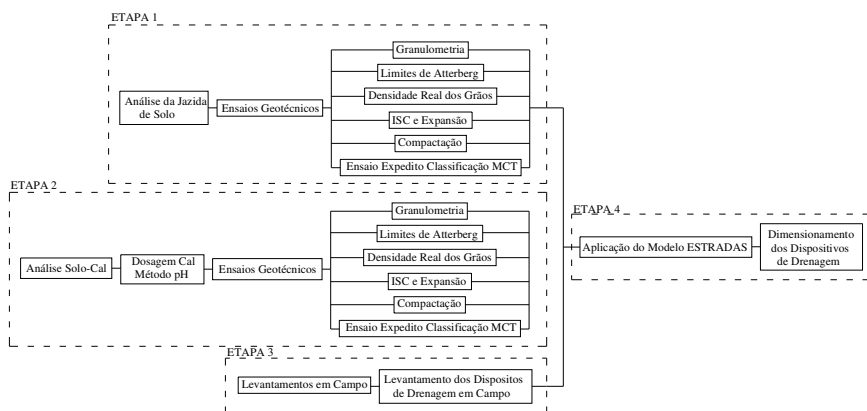 ETAPA 1
Análise da Jazida
de Solo
Ensaios Geotécnicos
Granulometria
Limites de Atterberg
Densidade Real dos Grãos
ISC e Expansão
Compactação
Ensaio Expedito Classificação MCT
ETAPA 2
Análise Solo-Cal
Dosagem Cal
Método pH
Ensaios Geotécnicos
Granulometria
Limites de Atterberg
Densidade Real dos Grãos
ISC e Expansão
Compactação
Ensaio Expedito Classificação MCT
ETAPA 3
Levantamentos em Campo
Levantamento dos Dispositos
de Drenagem em Campo
ETAPA 4
Aplicação do Modelo ESTRADAS
Dimensionamento
dos Dispositivos
de Drenagem